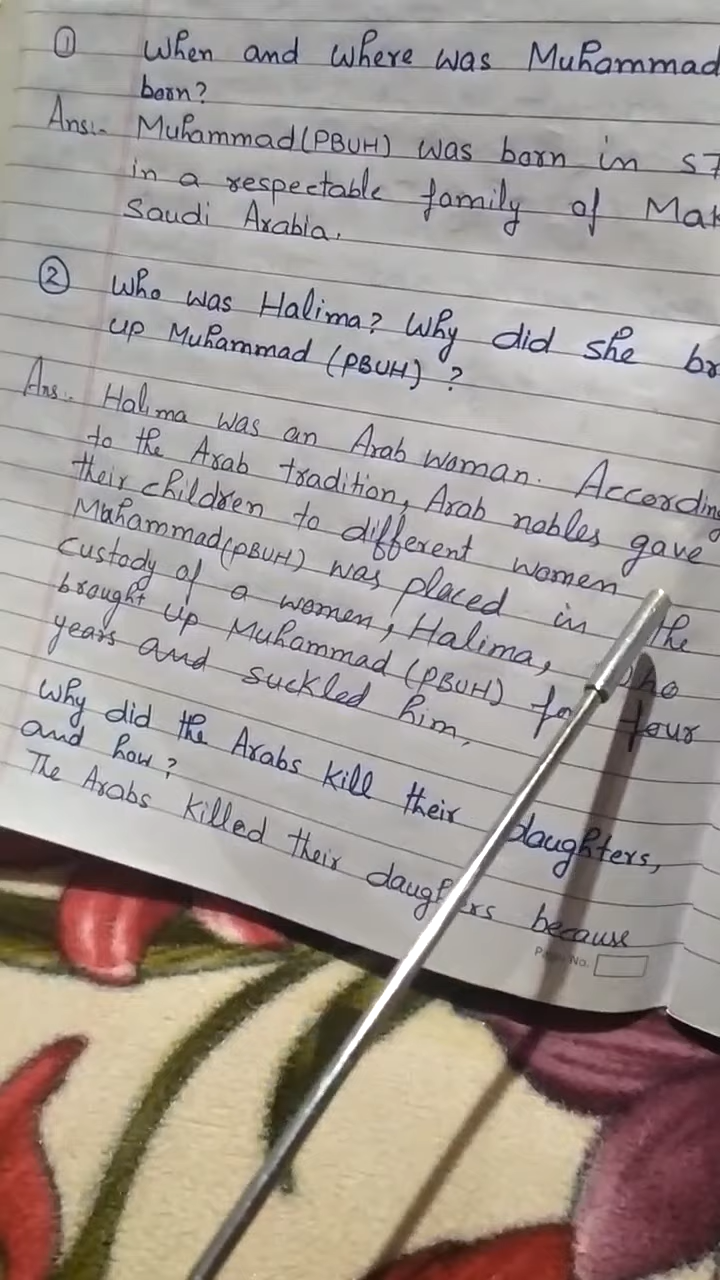 ① When and where was Muhammad
born?
Ans:- Muhammad (PBUH) was born in 57
in a respectable family of Mak
Saudi Arabia.
② Who was Halima? Why did she br
up Muhammad (PBUH) ?
Ans:- Halima was an Arab woman. According
to the Arab tradition, Arab nobles gave
their children to different women
Muhammad (PBUH) was placed in the
custody of a women, Halima, who
brought up Muhammad (PBUH) for four
years and suckled him.
Why did the Arabs kill their daughters,
and how?
The Arabs killed their daughters because
Page No.